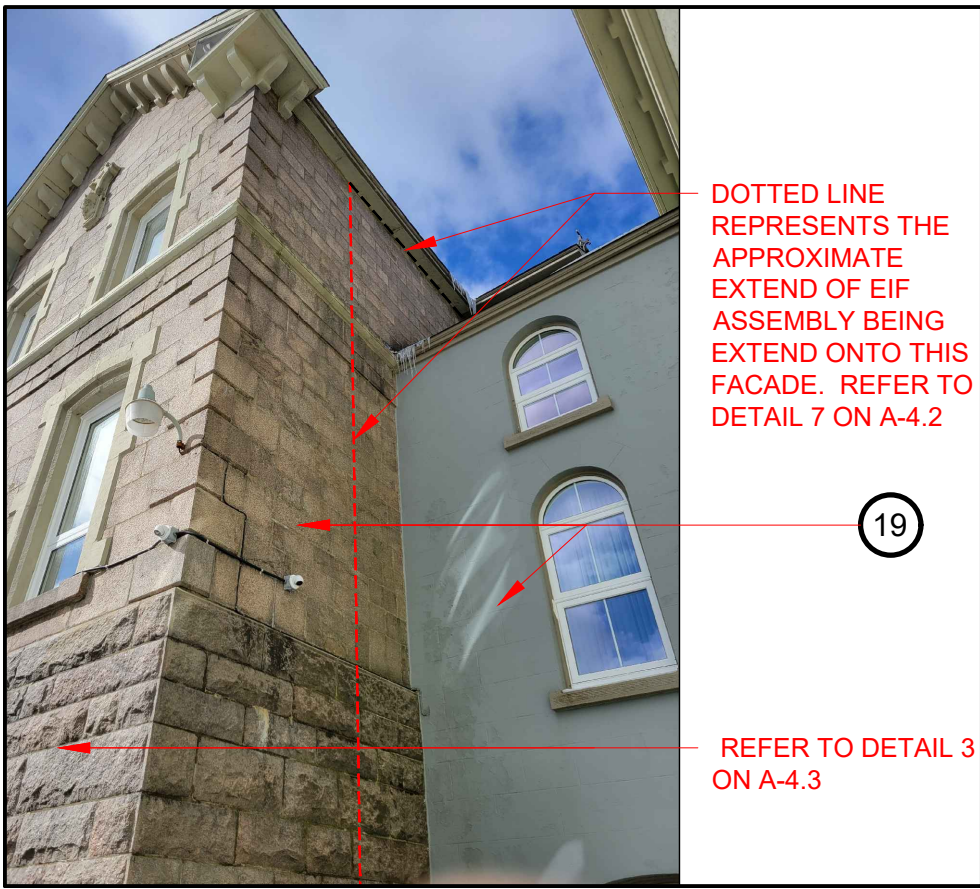 DOTTED LINE
REPRESENTS THE
APPROXIMATE
EXTEND OF EIF
ASSEMBLY BEING
EXTEND ONTO THIS
FACADE. REFER TO
DETAIL 7 ON A-4.2
19
REFER TO DETAIL 3
ON A-4.3